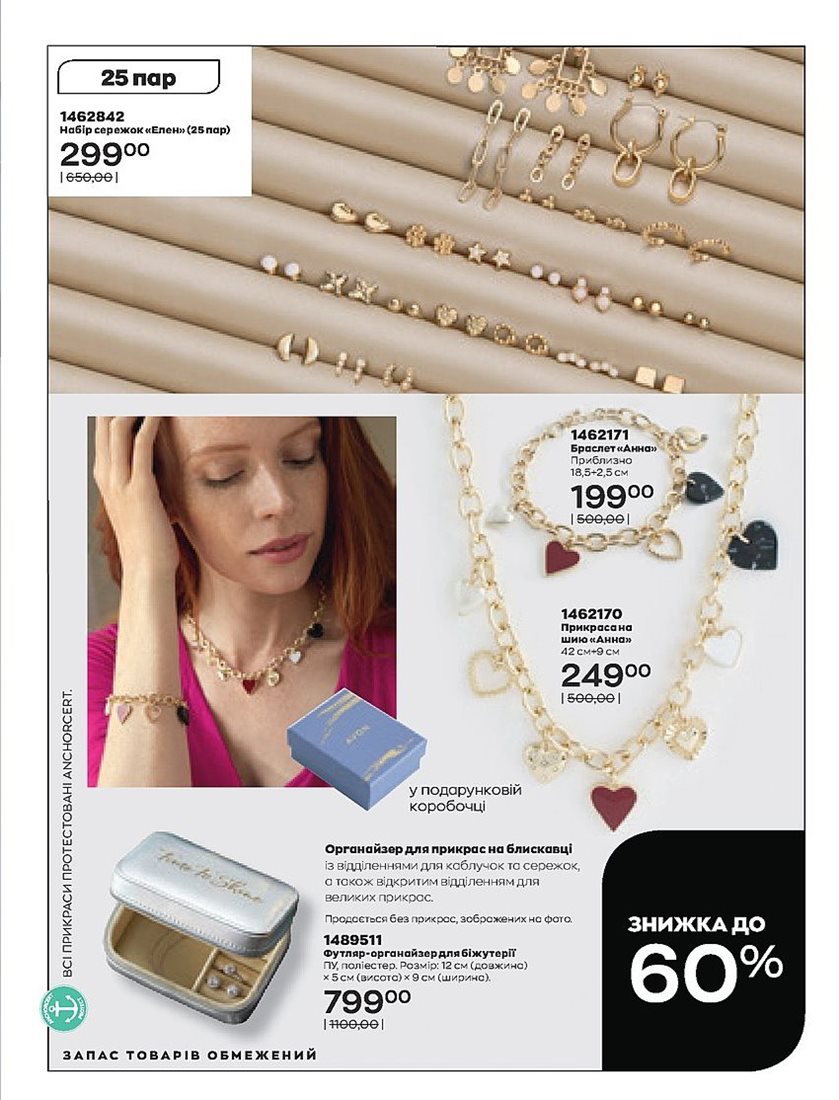 25 пар
1462842
Набір сережок «Елен» (25 пар)
299⁰⁰
|650,00|
1462171
Браслет «Анна»
Приблизно
18,5+2,5 см
199⁰⁰
|500,00|
1462170
Прикраса на
шию «Анна»
42 см+9 см
249⁰⁰
|500,00|
AVON
у подарунковій
коробочці
ВСІ ПРИКРАСИ ПРОТЕСТОВАНІ ANCHORCERT.
Органайзер для прикрас на блискавці
із відділеннями для каблучок та сережок,
а також відкритим відділенням для
великих прикрас.
Продається без прикрас, зображених на фото.
1489511
Футляр-органайзер для біжутерії
ПУ, поліестер. Розмір: 12 см (довжина)
× 5 см (висота) × 9 см (ширина).
799⁰⁰
|1100,00|
Time to Shine
ЗНИЖКА ДО
60%
ЗАПАС ТОВАРІВ ОБМЕЖЕНИЙ